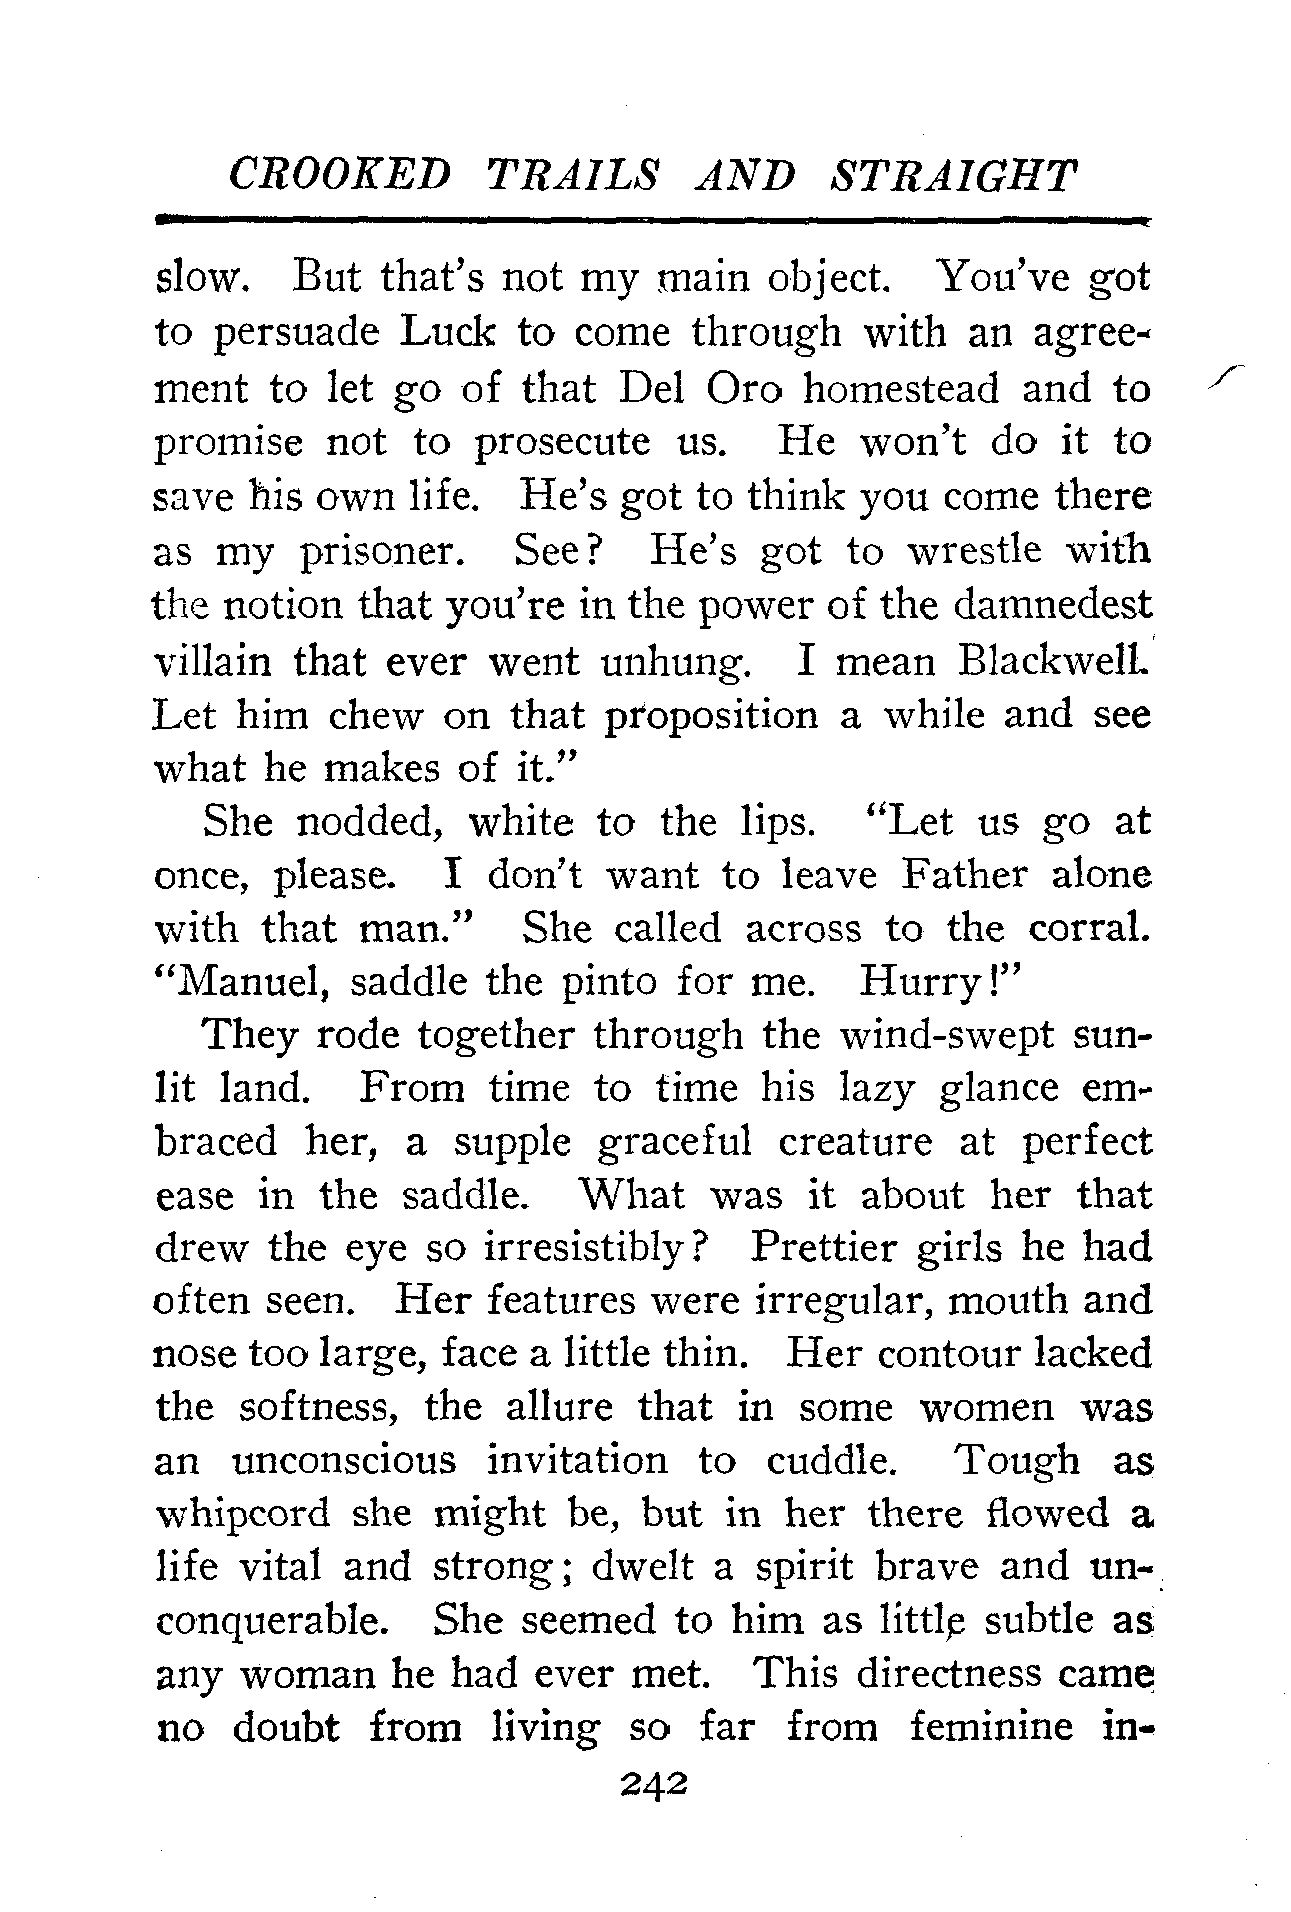 CROOKED TRAILS AND STRAIGHT
slow. But that's not my main object. You've got
to persuade Luck to come through with an agree-
ment to let go of that Del Oro homestead and to
promise not to prosecute us. He won't do it to
save his own life. He's got to think you come there
as my prisoner. See? He's got to wrestle with
the notion that you're in the power of the damnedest
villain that ever went unhung. I mean Blackwell.
Let him chew on that proposition a while and see
what he makes of it."
She nodded, white to the lips. "Let us go at
once, please. I don't want to leave Father alone
with that man." She called across to the corral.
"Manuel, saddle the pinto for me. Hurry!"
They rode together through the wind-swept sun-
lit land. From time to time his lazy glance em-
braced her, a supple graceful creature at perfect
ease in the saddle. What was it about her that
drew the eye so irresistibly? Prettier girls he had
often seen. Her features were irregular, mouth and
nose too large, face a little thin. Her contour lacked
the softness, the allure that in some women was
an unconscious invitation to cuddle. Tough as
whipcord she might be, but in her there flowed a
life vital and strong; dwelt a spirit brave and un-
conquerable. She seemed to him as little subtle as
any woman he had ever met. This directness came
no doubt from living so far from feminine in-
242